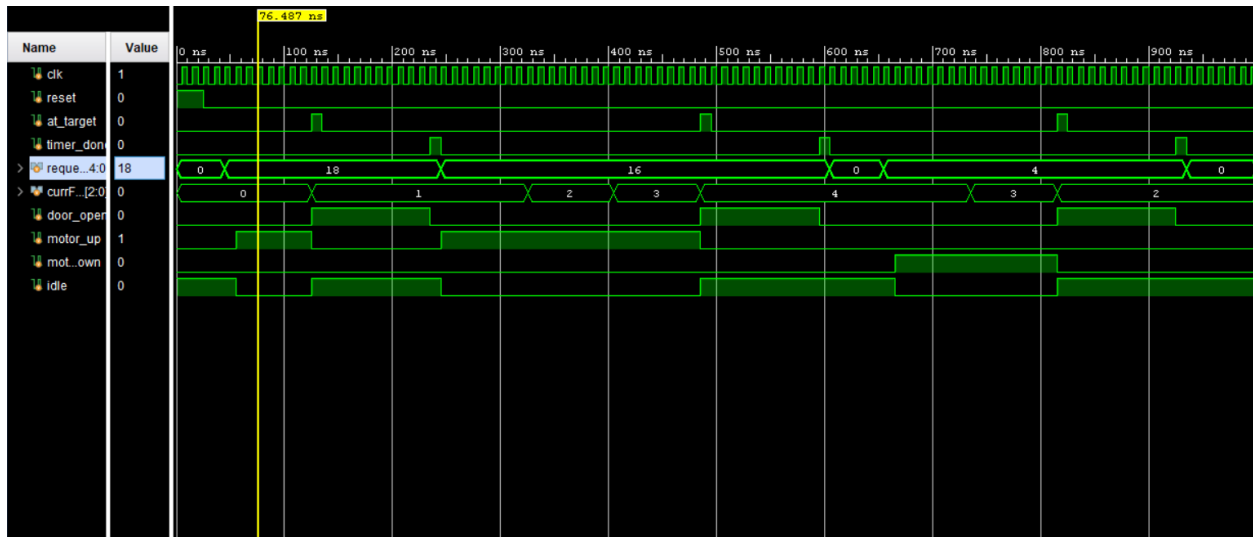 76.487 ns
Name Value 0 ns 100 ns 200 ns 300 ns 400 ns 500 ns 600 ns 700 ns 800 ns 900 ns
clk 1
reset 0
at_target 0
timer_don 0
reque...4:0 18 0 18 16 0 4 0
currF...[2:0] 0 0 1 2 3 4 3 2
door_open 0
motor_up 1
mot...own 0
idle 0